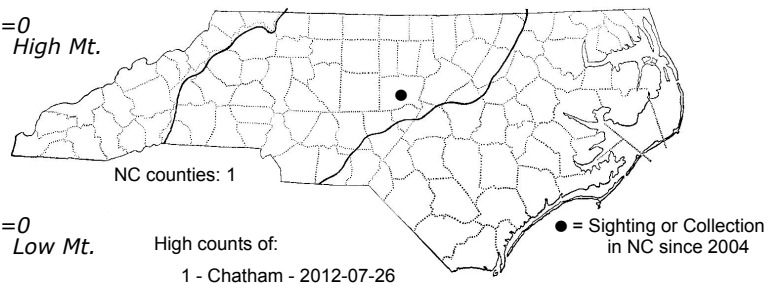 =0
High Mt.
NC counties: 1
=0
Low Mt.
High counts of:
1 - Chatham - 2012-07-26
● = Sighting or Collection
in NC since 2004